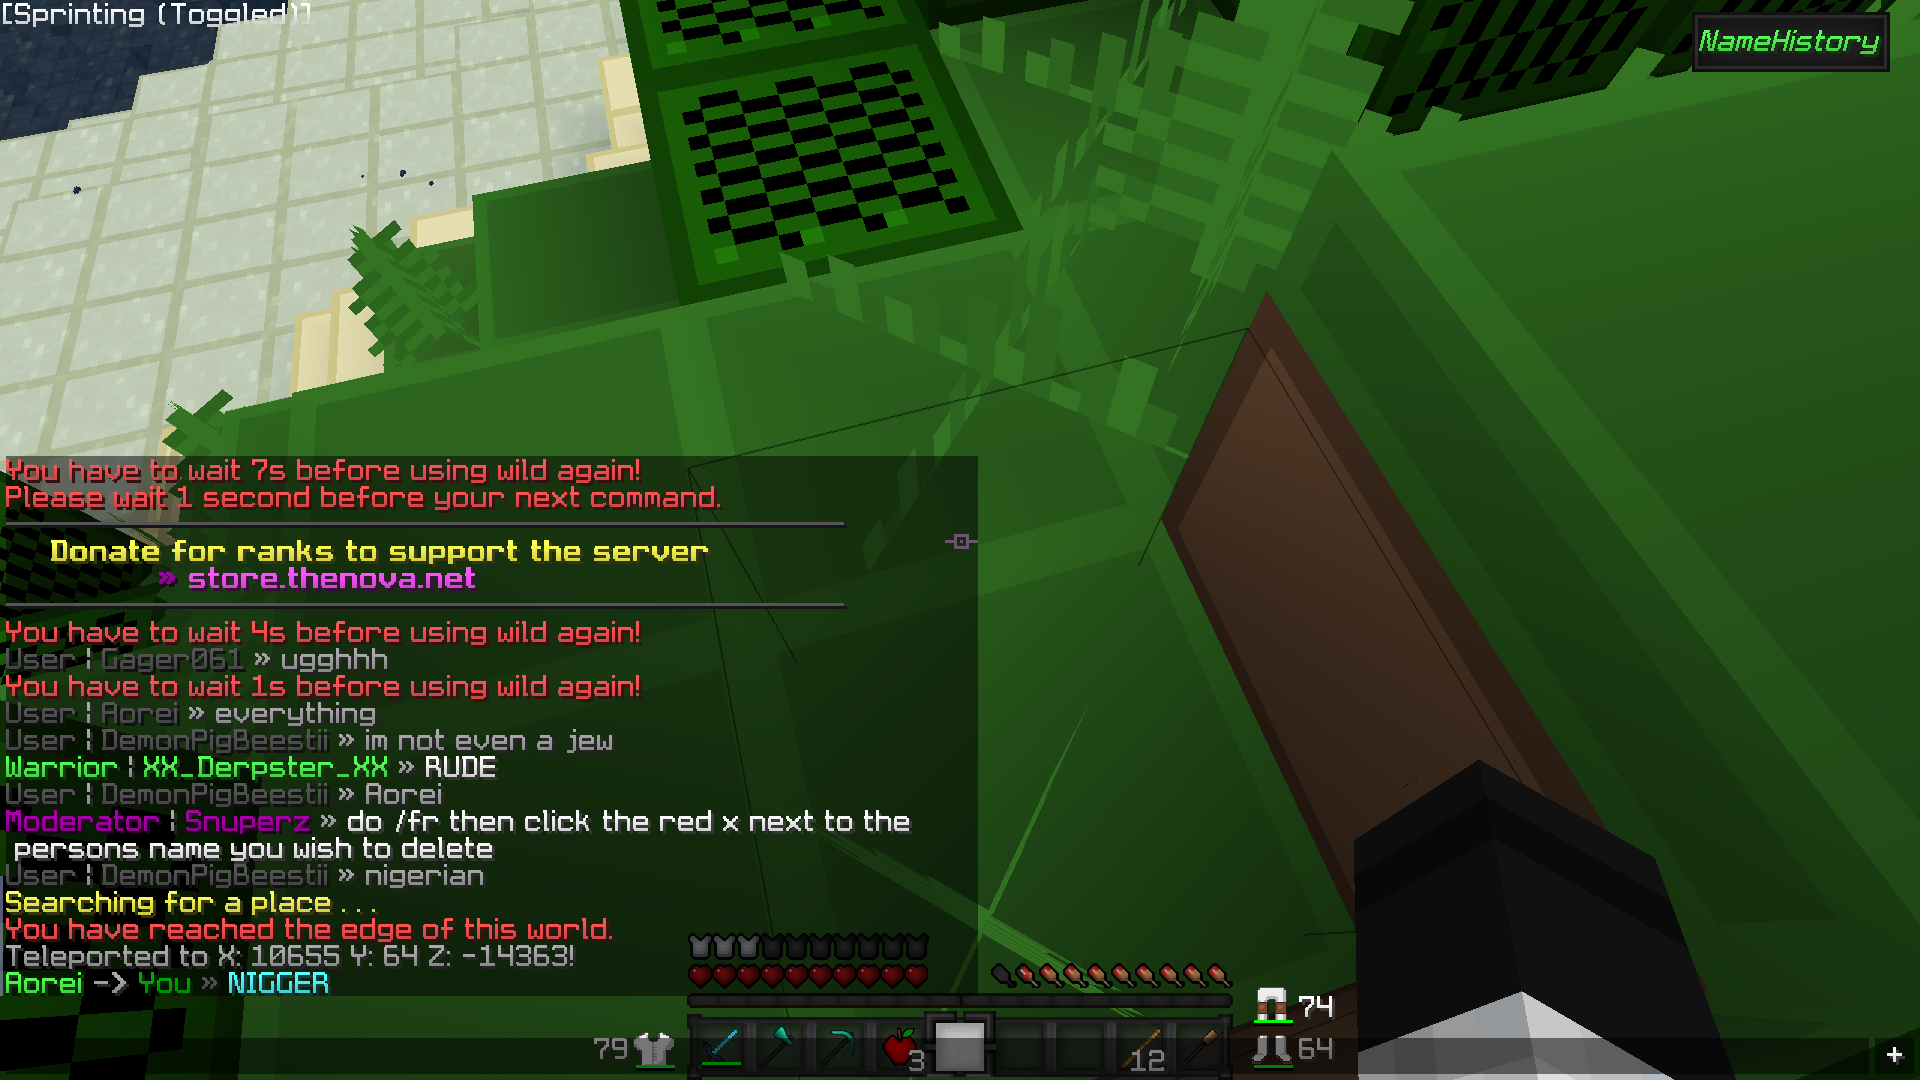 [Sprinting (Toggled)]
NameHistory
You have to wait 7s before using wild again!
Please wait 1 second before your next command.
Donate for ranks to support the server
» store.thenova.net
You have to wait 4s before using wild again!
User ¦ Gager061 » ugghhh
You have to wait 1s before using wild again!
User ¦ Aorei » everything
User ¦ DemonPigBeestii » im not even a jew
Warrior ¦ XX_Derpster_XX » RUDE
User ¦ DemonPigBeestii » Aorei
Moderator ¦ Snuperz » do /fr then click the red x next to the
persons name you wish to delete
User ¦ DemonPigBeestii » nigerian
Searching for a place . . .
You have reached the edge of this world.
Teleported to X: 10655 Y: 64 Z: -14363!
Aorei -> You » NIGGER
74
79
3
12
64
+